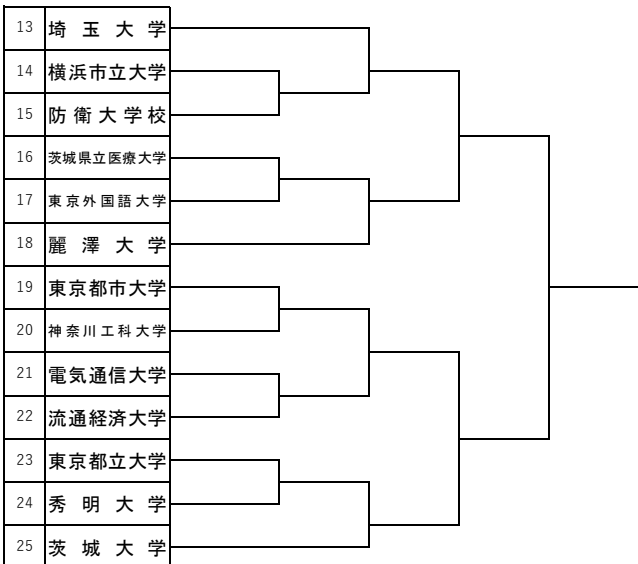 13 埼玉大学
14 横浜市立大学
15 防衛大学校
16 茨城県立医療大学
17 東京外国語大学
18 麗澤大学
19 東京都市大学
20 神奈川工科大学
21 電気通信大学
22 流通経済大学
23 東京都立大学
24 秀明大学
25 茨城大学